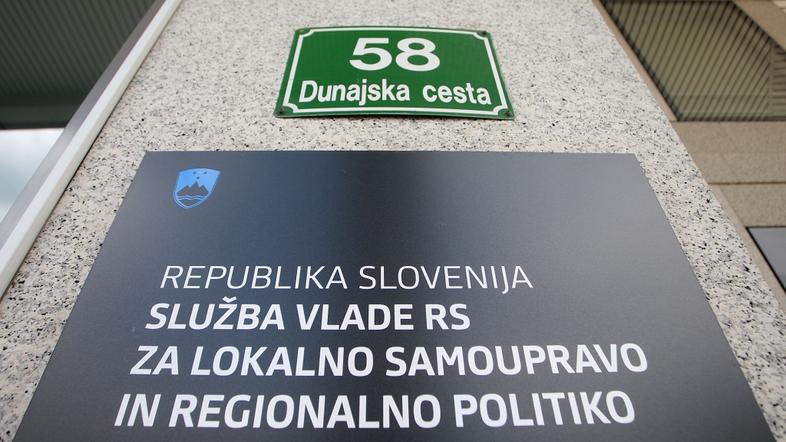 58
Dunajska cesta
REPUBLIKA SLOVENIJA
SLUŽBA VLADE RS
ZA LOKALNO SAMOUPRAVO
IN REGIONALNO POLITIKO